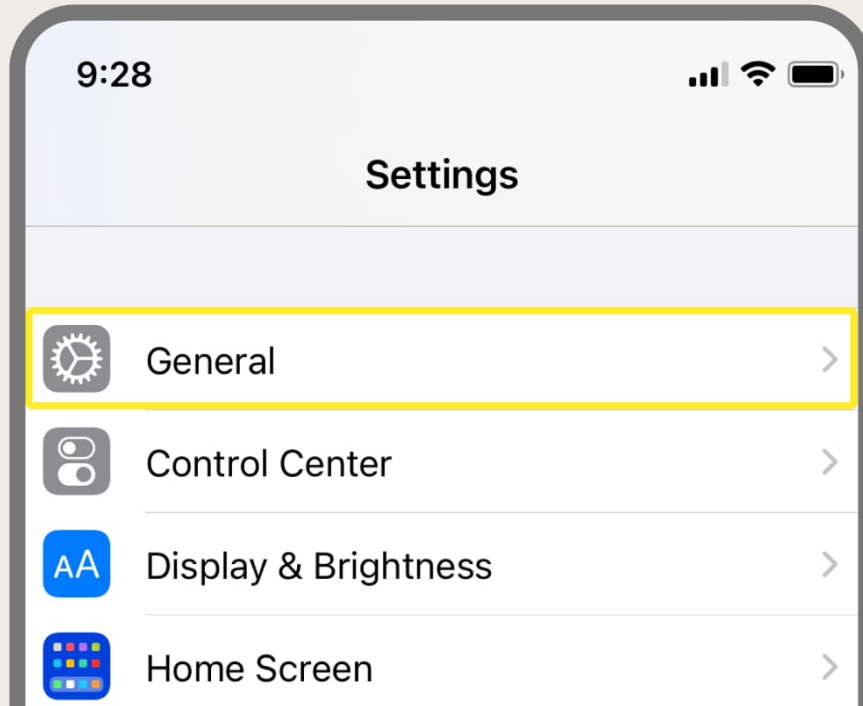 9:28
Settings
General
Control Center
AA Display & Brightness
Home Screen